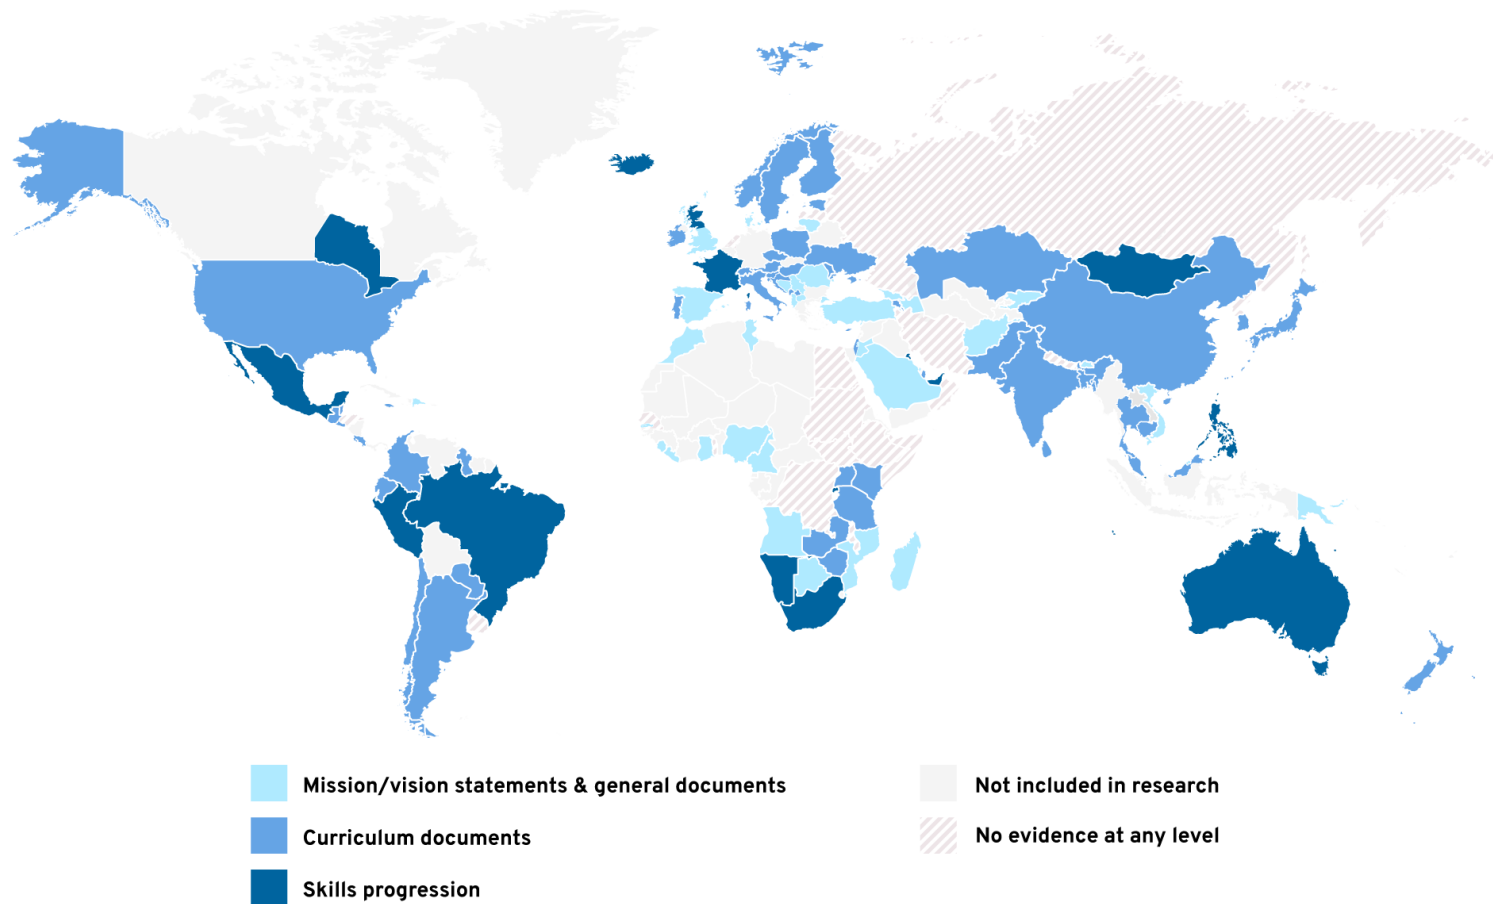 Mission/vision statements & general documents
Curriculum documents
Skills progression
Not included in research
No evidence at any level